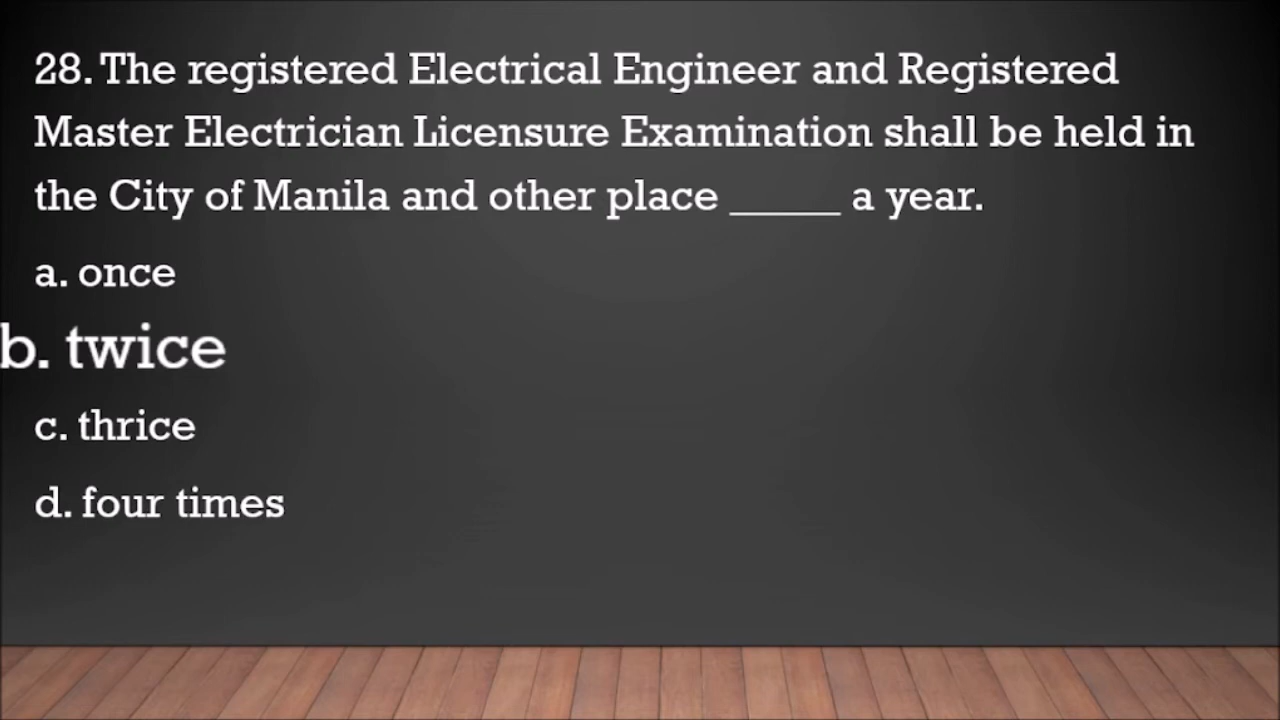 28. The registered Electrical Engineer and Registered
Master Electrician Licensure Examination shall be held in
the City of Manila and other place _____ a year.
a. once
b. twice
c. thrice
d. four times